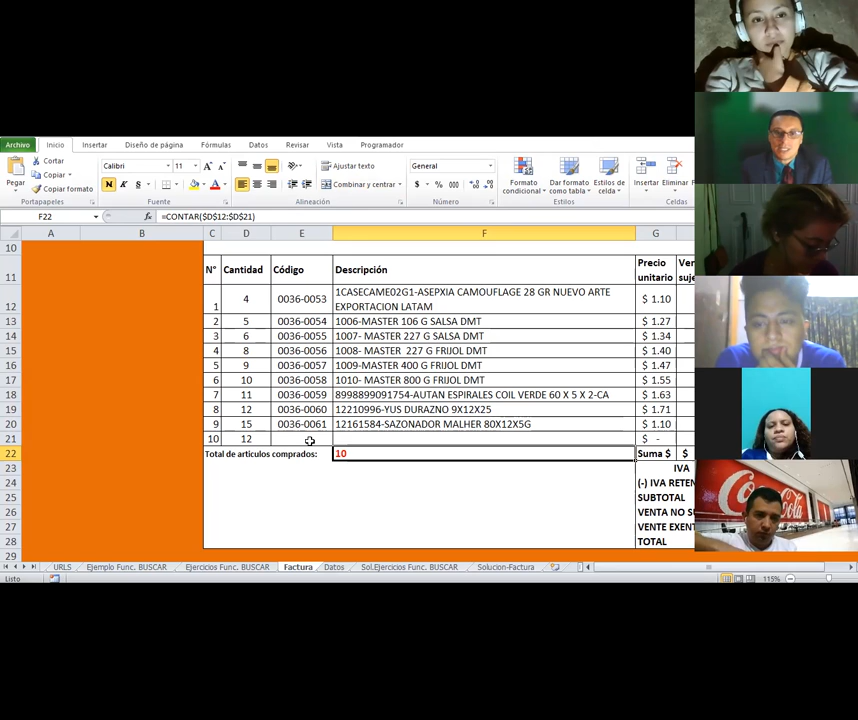 Archivo Inicio Insertar Diseño de página Fórmulas Datos Revisar Vista Programador
Cortar
Copiar
Copiar formato
Pegar
Portapapeles
Calibri 11
N K S
Fuente
Ajustar texto
Combinar y centrar
Alineación
General
$ % 000
Número
Formato condicional
Dar formato como tabla
Estilos de celda
Estilos
Insertar Eliminar
Celdas
F22 fx =CONTAR($D$12:$D$21)
A B C D E F G
10
11 N° Cantidad Código Descripción Precio unitario
12 1 4 0036-0053 1CASECAME02G1-ASEPXIA CAMOUFLAGE 28 GR NUEVO ARTE EXPORTACION LATAM $ 1.10
13 2 5 0036-0054 1006-MASTER 106 G SALSA DMT $ 1.27
14 3 6 0036-0055 1007- MASTER 227 G SALSA DMT $ 1.34
15 4 8 0036-0056 1008- MASTER 227 G FRIJOL DMT $ 1.40
16 5 9 0036-0057 1009-MASTER 400 G FRIJOL DMT $ 1.47
17 6 10 0036-0058 1010- MASTER 800 G FRIJOL DMT $ 1.55
18 7 11 0036-0059 8998899091754-AUTAN ESPIRALES COIL VERDE 60 X 5 X 2-CA $ 1.63
19 8 12 0036-0060 12210996-YUS DURAZNO 9X12X25 $ 1.71
20 9 15 0036-0061 12161584-SAZONADOR MALHER 80X12X5G $ 1.10
21 10 12 $ -
22 Total de articulos comprados: 10 Suma $ $
23 IVA
24 (-) IVA RETEN
25 SUBTOTAL
26 VENTA NO SU
27 VENTE EXENT
28 TOTAL
29
URLS Ejemplo Func. BUSCAR Ejercicios Func. BUSCAR Factura Datos Sol.Ejercicios Func. BUSCAR Solucion-Factura
Listo 115%
Coca-Cola